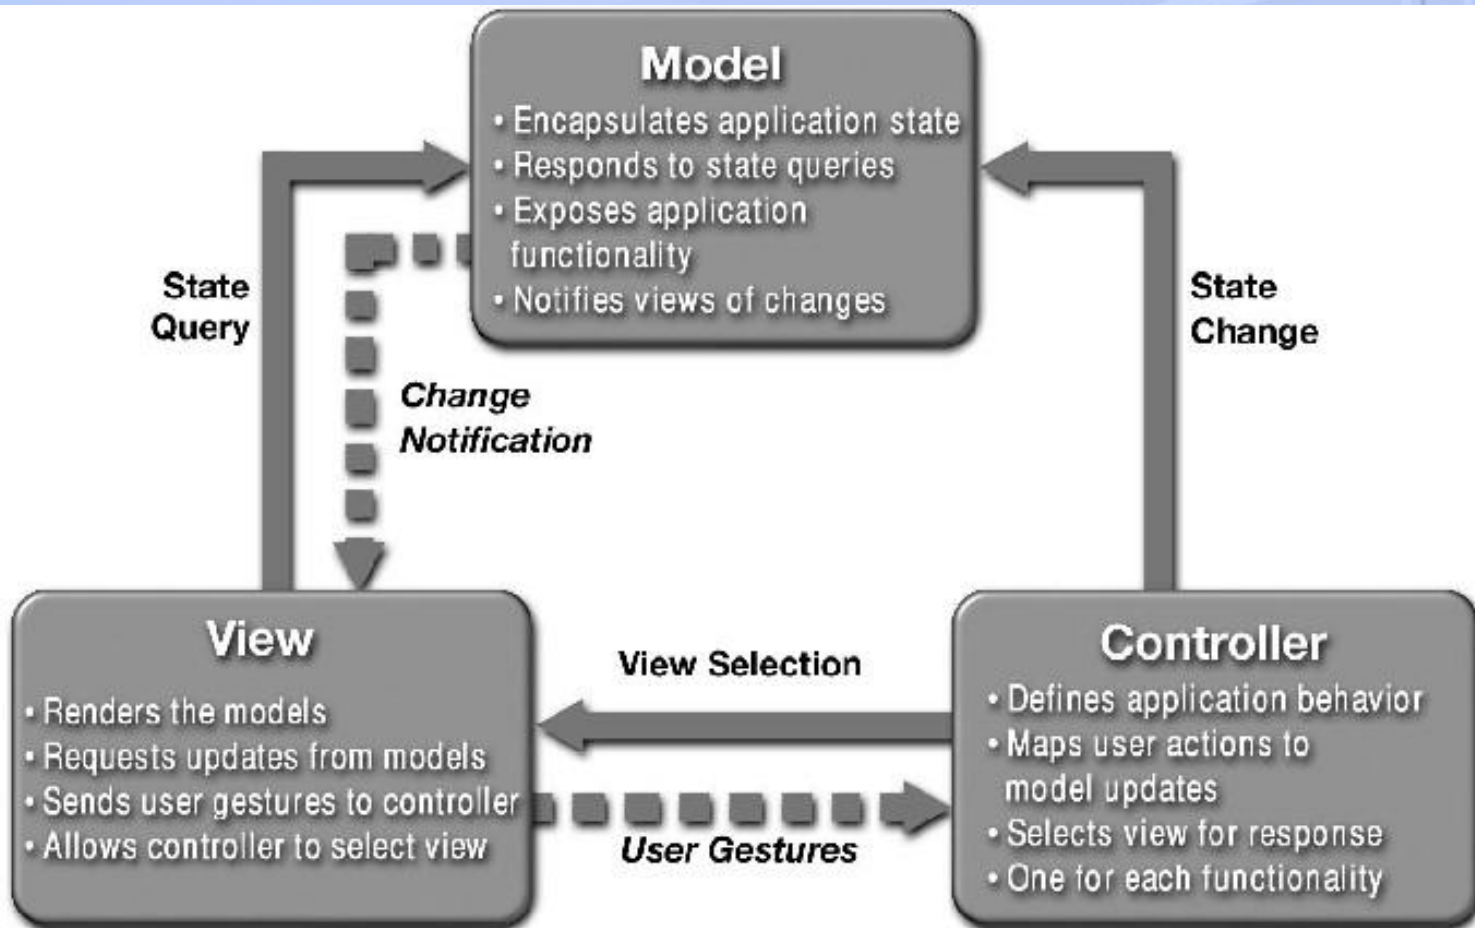 Model
• Encapsulates application state
• Responds to state queries
• Exposes application
functionality
• Notifies views of changes
State
Query
Change
Notification
State
Change
View
• Renders the models
• Requests updates from models
• Sends user gestures to controller
• Allows controller to select view
View Selection
User Gestures
Controller
• Defines application behavior
• Maps user actions to
model updates
• Selects view for response
• One for each functionality